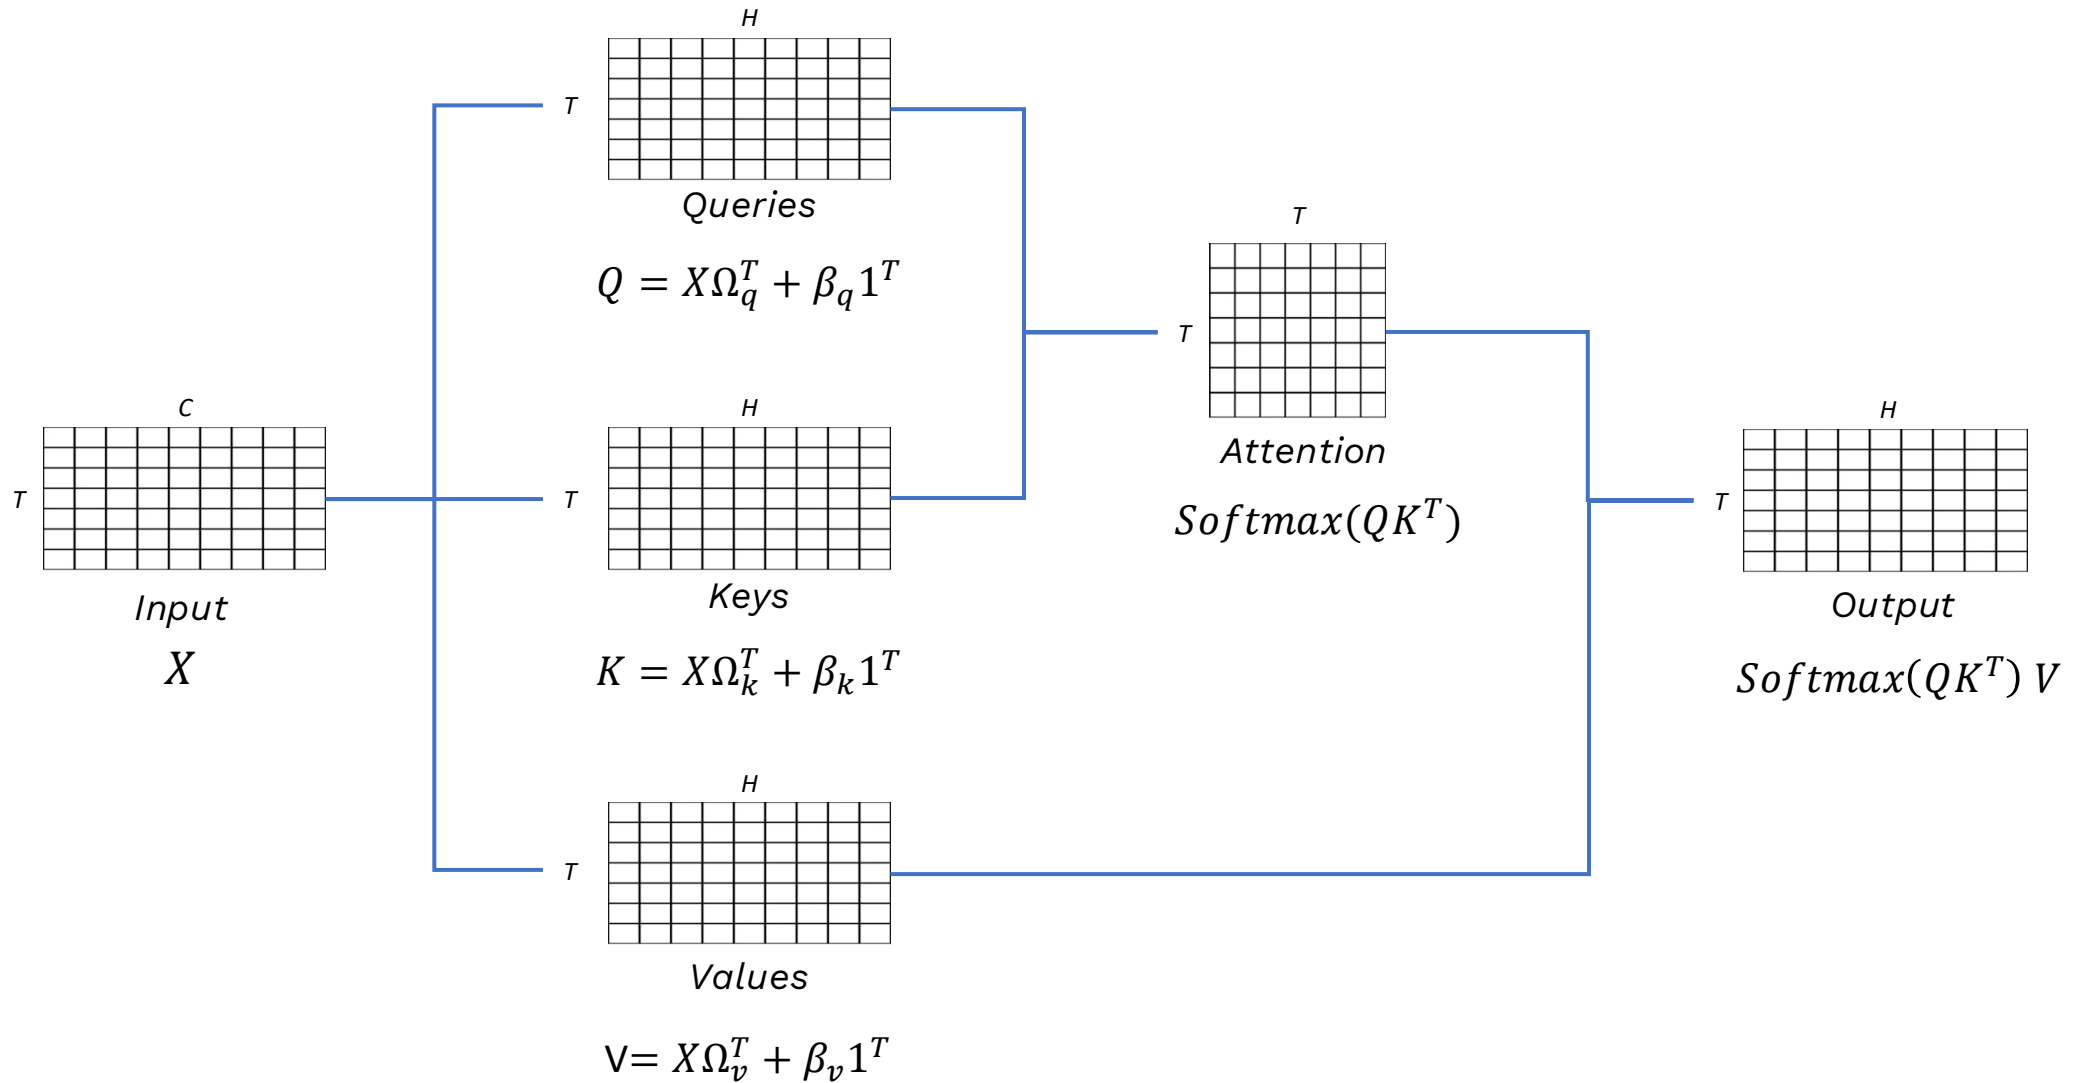 H
T
Queries
Q = XΩ_q^T + β_q1^T
C
T
Input
X
H
T
Keys
K = XΩ_k^T + β_k1^T
H
T
Values
V= XΩ_v^T + β_v1^T
T
T
Attention
Softmax(QK^T)
H
T
Output
Softmax(QK^T) V